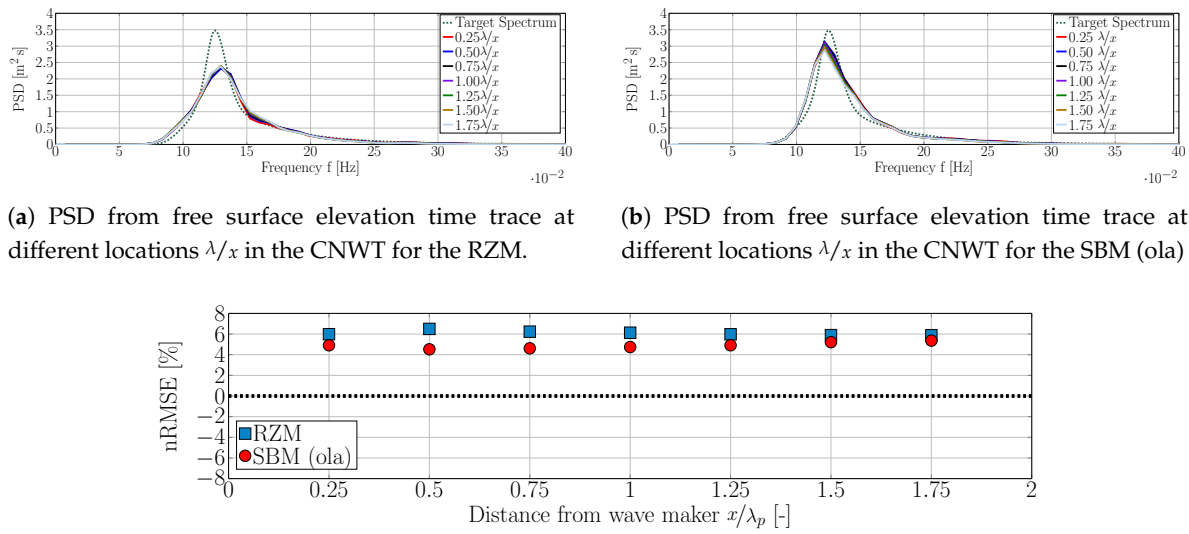 4
3.5
3
2.5
2
1.5
1
0.5
0
PSD [m² s]
0 5 10 15 20 25 30 35 40
Frequency f [Hz]
·10⁻²
Target Spectrum
0.25λ/x
0.50λ/x
0.75λ/x
1.00λ/x
1.25λ/x
1.50λ/x
1.75λ/x
4
3.5
3
2.5
2
1.5
1
0.5
0
PSD [m² s]
0 5 10 15 20 25 30 35 40
Frequency f [Hz]
·10⁻²
Target Spectrum
0.25 λ/x
0.50 λ/x
0.75 λ/x
1.00 λ/x
1.25 λ/x
1.50 λ/x
1.75 λ/x
(a) PSD from free surface elevation time trace at
different locations λ/x in the CNWT for the RZM.
(b) PSD from free surface elevation time trace at
different locations λ/x in the CNWT for the SBM (ola)
8
6
4
2
0
−2
−4
−6
−8
nRMSE [%]
RZM
SBM (ola)
0 0.25 0.5 0.75 1 1.25 1.5 1.75 2
Distance from wave maker x/λp [-]